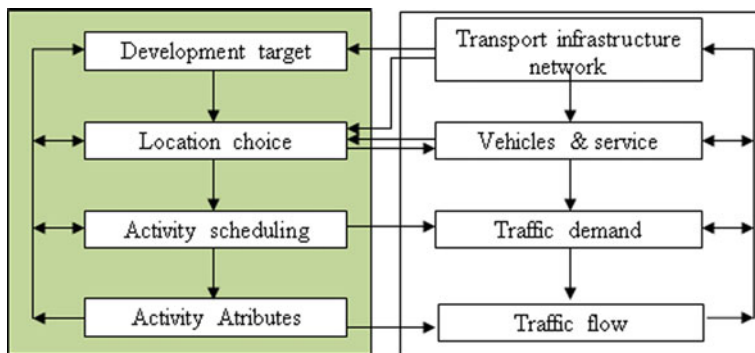 Development target
Transport infrastructure
network
Location choice
Vehicles & service
Activity scheduling
Traffic demand
Activity Atributes
Traffic flow